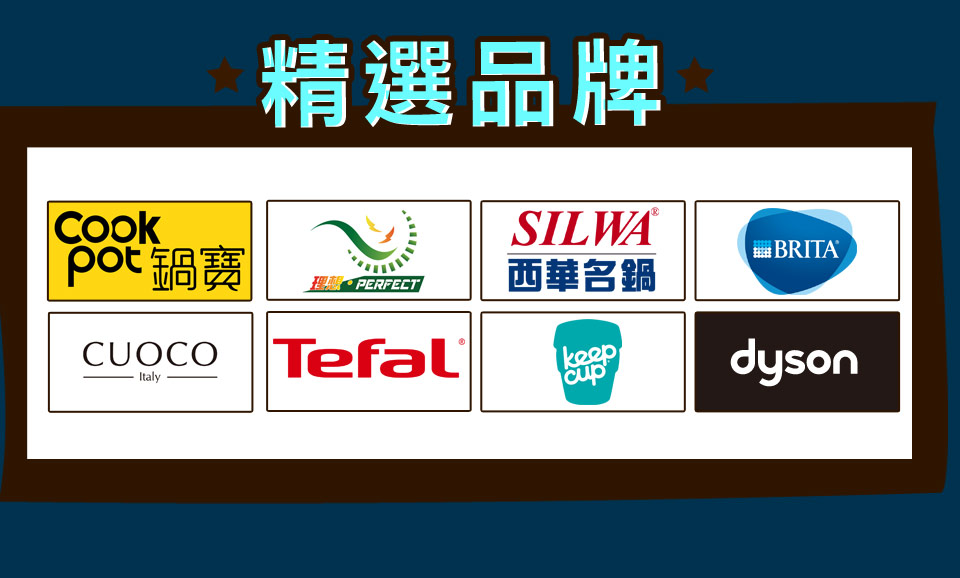 精選品牌
Cook
pot 鍋寶
理想 PERFECT
SILWA®
西華名鍋
BRITA®
CUOCO
Italy
Tefal®
keep
cup
dyson